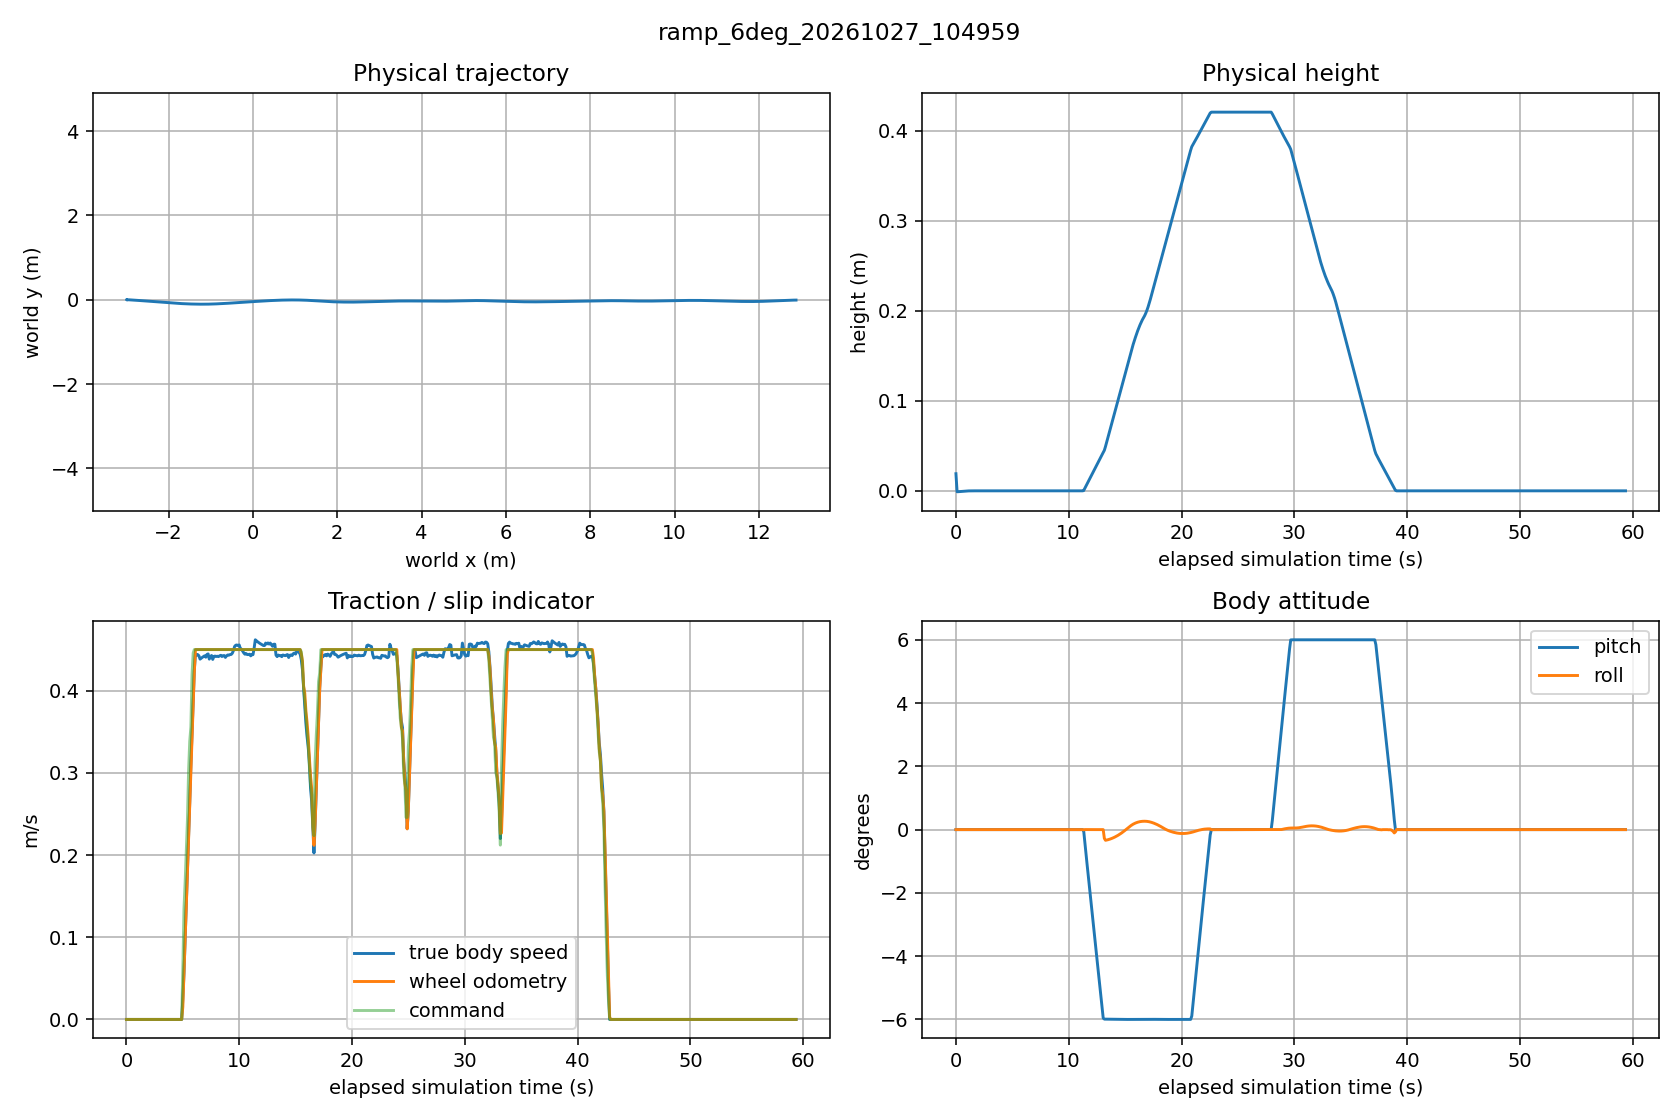 ramp_6deg_20261027_104959
Physical trajectory
world y (m)
4
2
0
−2
−4
−2 0 2 4 6 8 10 12
world x (m)
Physical height
height (m)
0.4
0.3
0.2
0.1
0.0
0 10 20 30 40 50 60
elapsed simulation time (s)
Traction / slip indicator
m/s
0.4
0.3
0.2
0.1
0.0
true body speed
wheel odometry
command
0 10 20 30 40 50 60
elapsed simulation time (s)
Body attitude
degrees
6
4
2
0
−2
−4
−6
pitch
roll
0 10 20 30 40 50 60
elapsed simulation time (s)